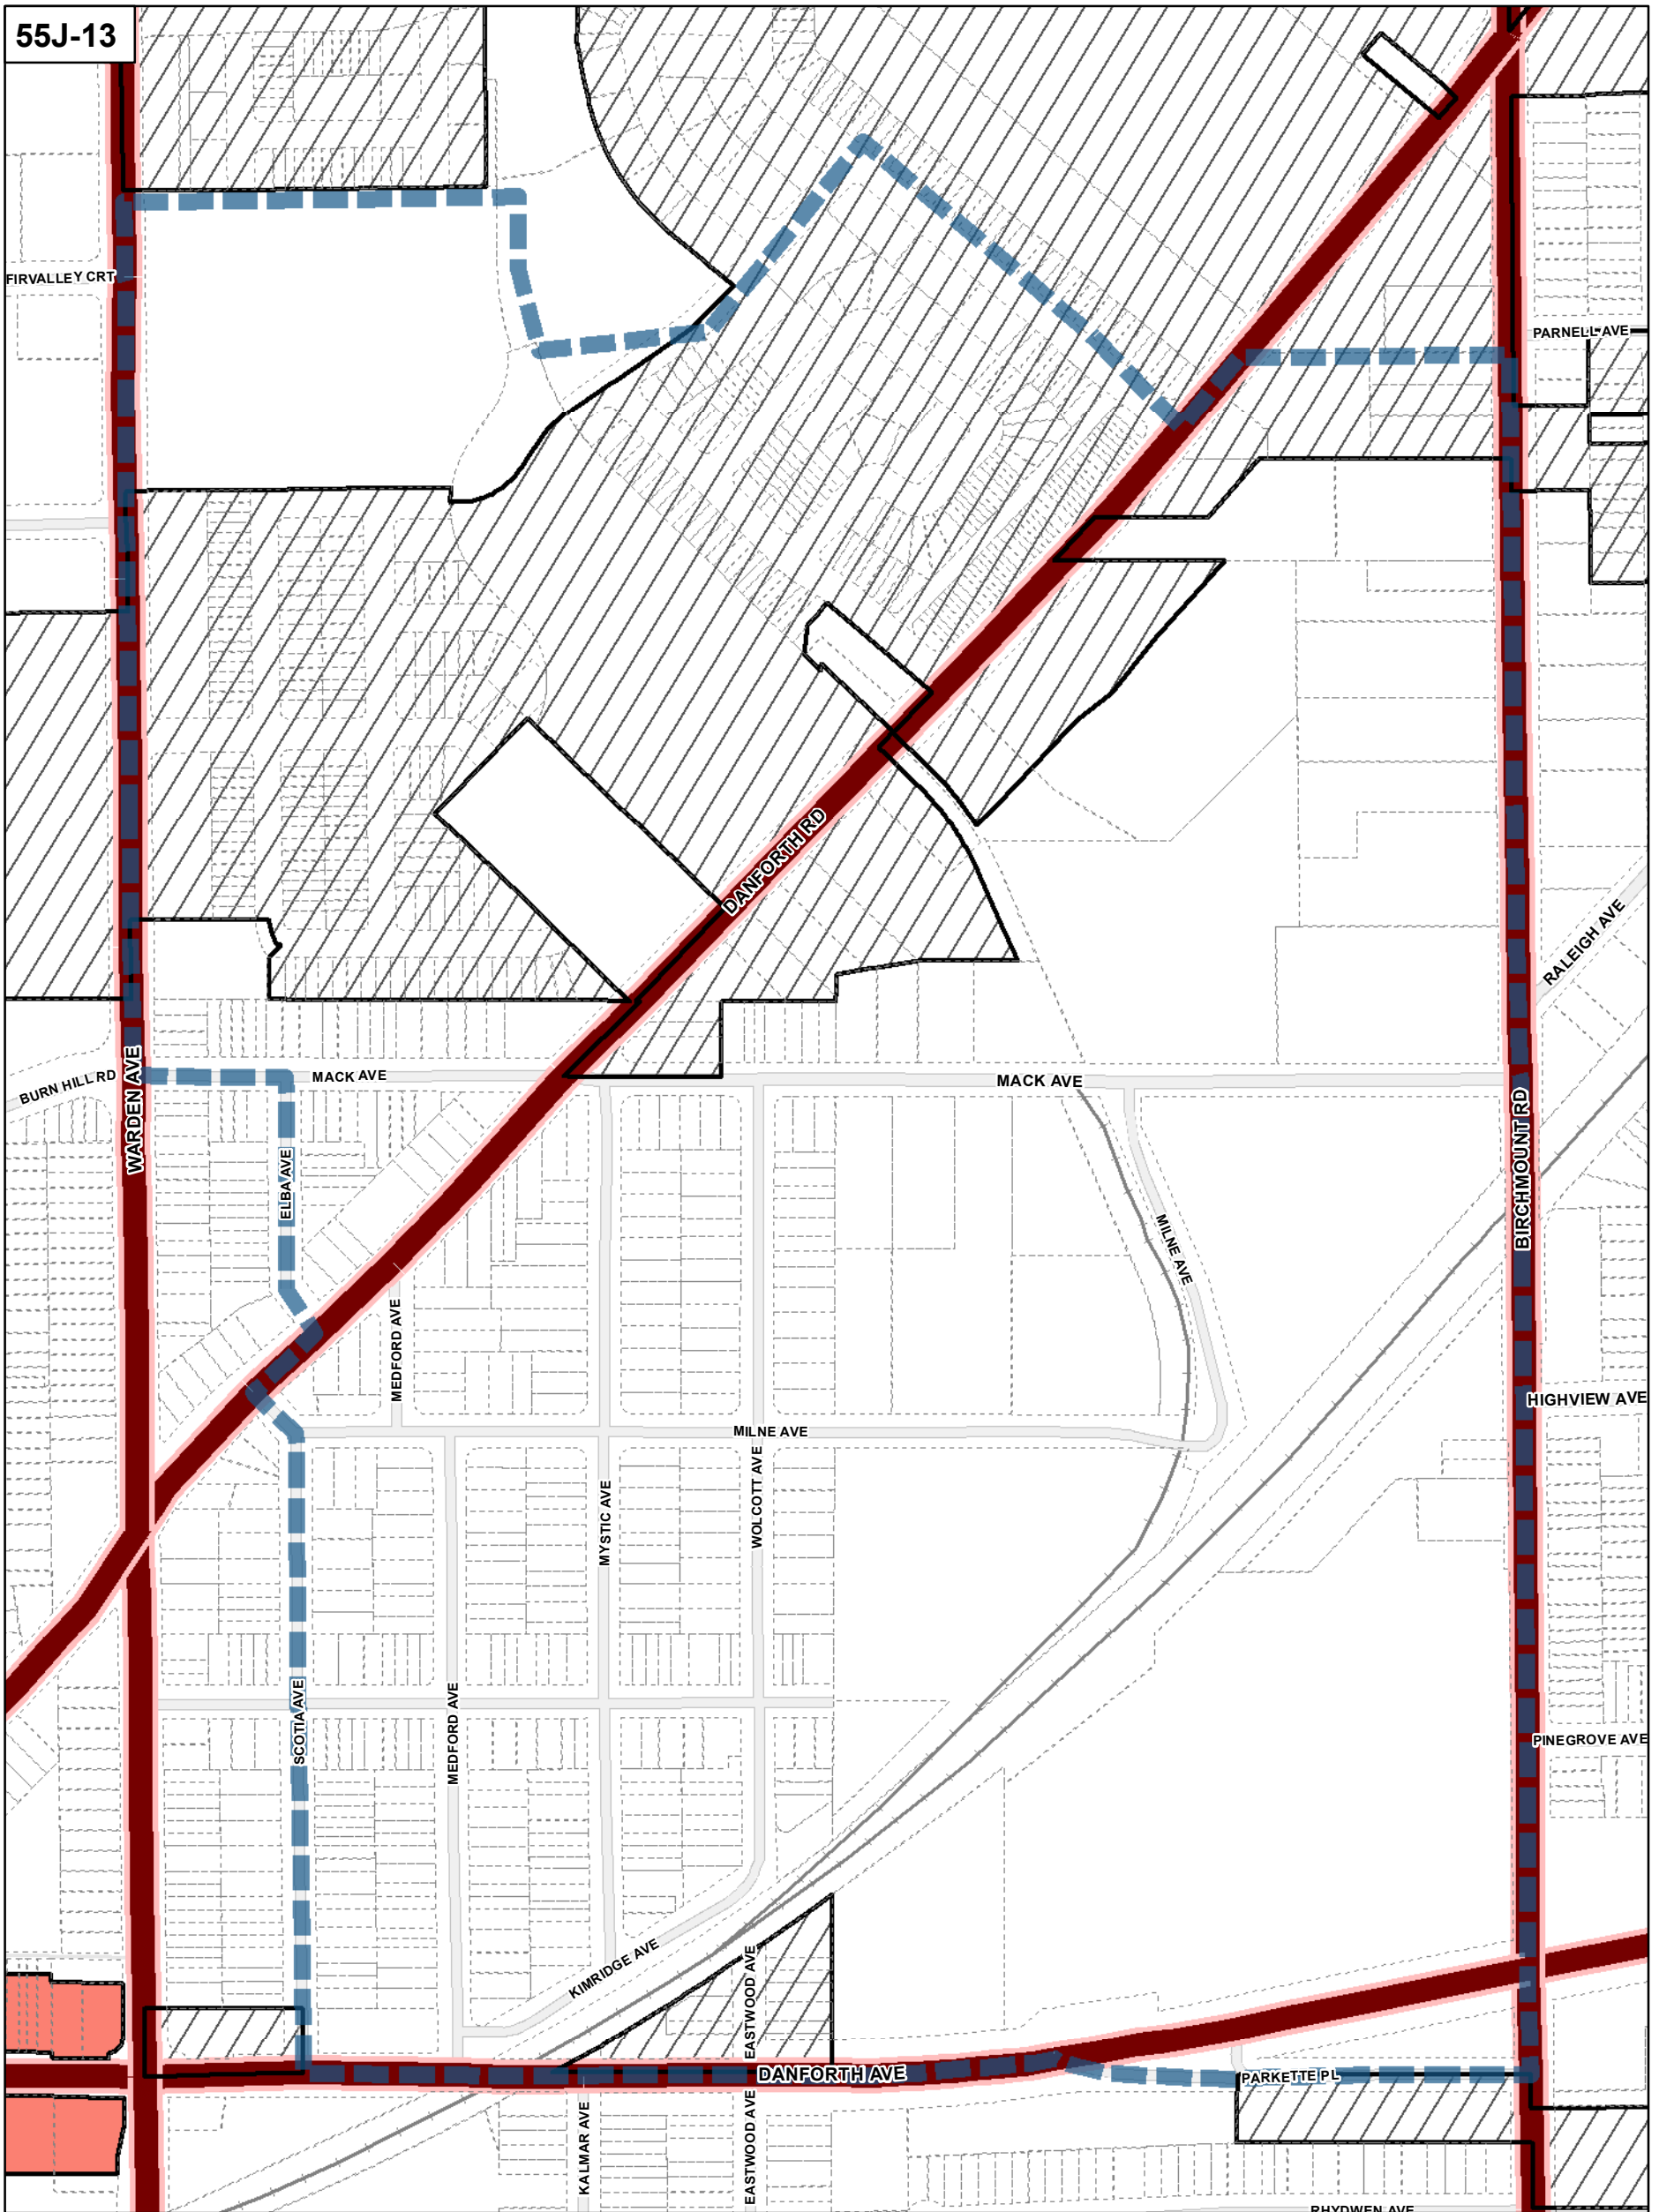 55J-13
FIRVALLEY CRT
PARNELL AVE
DANFORTH RD
RALEIGH AVE
BURN HILL RD
WARDEN AVE
MACK AVE
MACK AVE
BIRCHMOUNT RD
ELBA AVE
MILNE AVE
MEDFORD AVE
HIGHVIEW AVE
MILNE AVE
WOLCOTT AVE
MYSTIC AVE
SCOTIA AVE
MEDFORD AVE
PINEGROVE AVE
KIMRIDGE AVE
EASTWOOD AVE
DANFORTH AVE
PARKETTE PL
KALMAR AVE
EASTWOOD AVE
RHYDWEN AVE